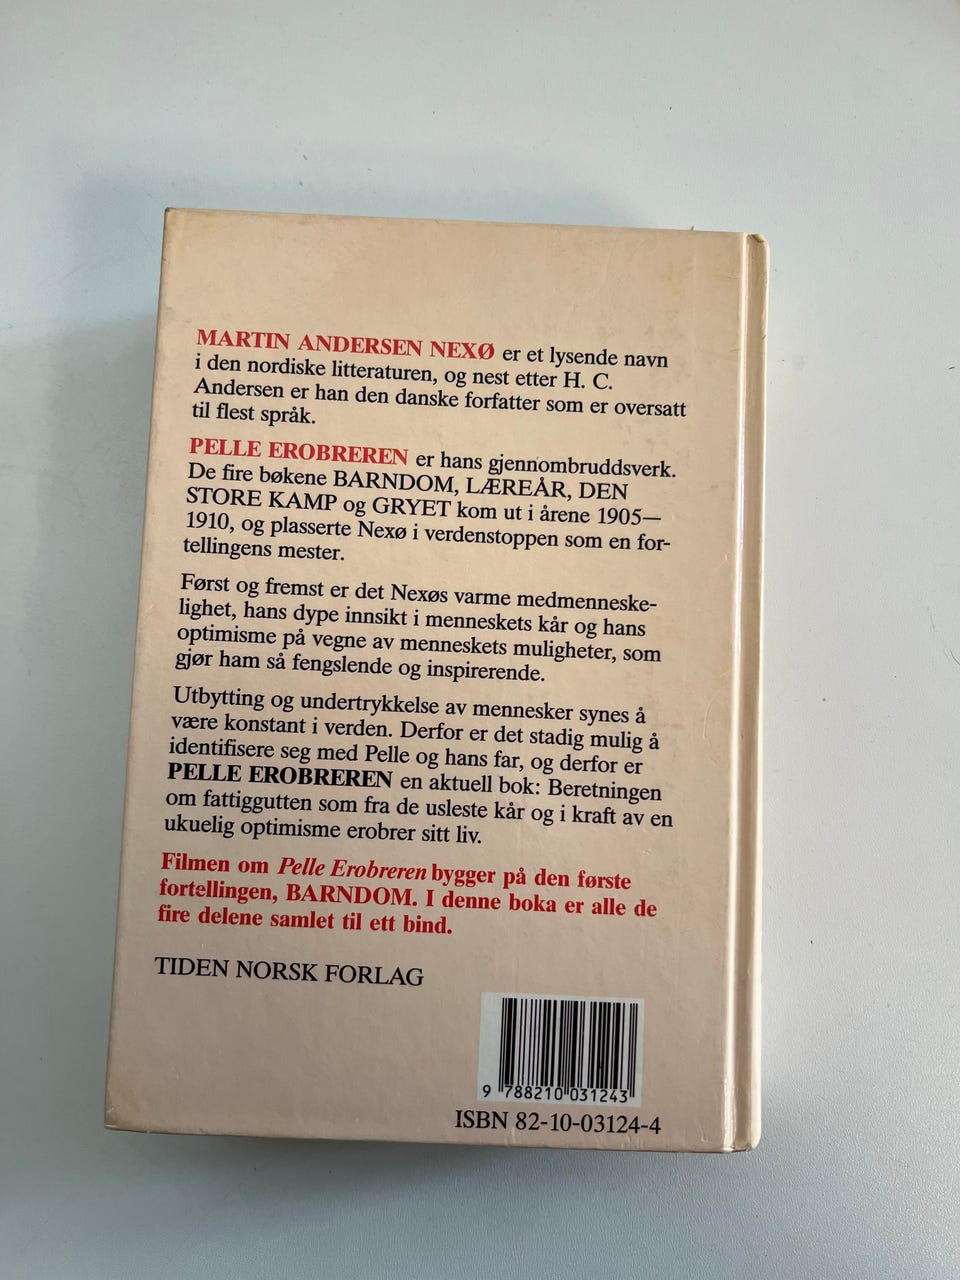 MARTIN ANDERSEN NEXØ er et lysende navn
i den nordiske litteraturen, og nest etter H. C.
Andersen er han den danske forfatter som er oversatt
til flest språk.
PELLE EROBREREN er hans gjennombruddsverk.
De fire bøkene BARNDOM, LÆREÅR, DEN
STORE KAMP og GRYET kom ut i årene 1905—
1910, og plasserte Nexø i verdenstoppen som en for-
tellingens mester.
Først og fremst er det Nexøs varme medmenneske-
lighet, hans dype innsikt i menneskets kår og hans
optimisme på vegne av menneskets muligheter, som
gjør ham så fengslende og inspirerende.
Utbytting og undertrykkelse av mennesker synes å
være konstant i verden. Derfor er det stadig mulig å
identifisere seg med Pelle og hans far, og derfor er
PELLE EROBREREN en aktuell bok: Beretningen
om fattiggutten som fra de usleste kår og i kraft av en
ukuelig optimisme erobrer sitt liv.
Filmen om Pelle Erobreren bygger på den første
fortellingen, BARNDOM. I denne boka er alle de
fire delene samlet til ett bind.
TIDEN NORSK FORLAG
9 788210 031243
ISBN 82-10-03124-4